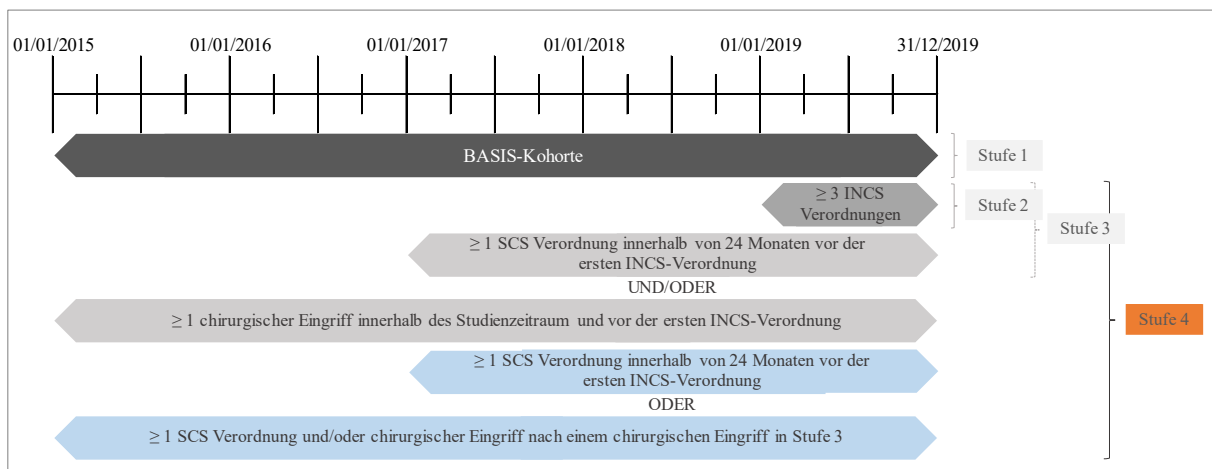 01/01/2015 01/01/2016 01/01/2017 01/01/2018 01/01/2019 31/12/2019
BASIS-Kohorte
Stufe 1
≥ 3 INCS
Verordnungen
Stufe 2
≥ 1 SCS Verordnung innerhalb von 24 Monaten vor der
ersten INCS-Verordnung
Stufe 3
UND/ODER
≥ 1 chirurgischer Eingriff innerhalb des Studienzeitraum und vor der ersten INCS-Verordnung
Stufe 4
≥ 1 SCS Verordnung innerhalb von 24 Monaten vor der
ersten INCS-Verordnung
ODER
≥ 1 SCS Verordnung und/oder chirurgischer Eingriff nach einem chirurgischen Eingriff in Stufe 3